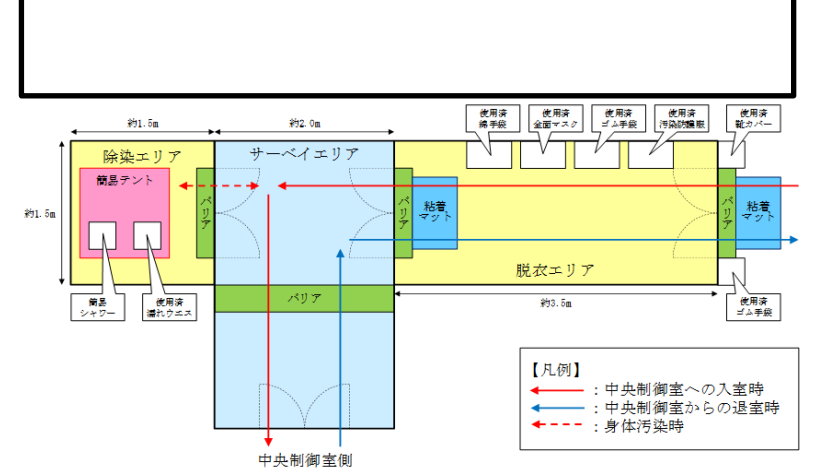 使用済
綿手袋
使用済
全面マスク
使用済
ゴム手袋
使用済
汚染防護服
使用済
靴カバー
約1.5m
約2.0m
除染エリア
サーベイエリア
簡易テント
バリア
バリア
粘着
マット
バリア
粘着
マット
約1.5m
脱衣エリア
簡易
シャワー
使用済
濡れウエス
バリア
約3.5m
使用済
ゴム手袋
【凡例】
:中央制御室への入室時
:中央制御室からの退室時
:身体汚染時
中央制御室側